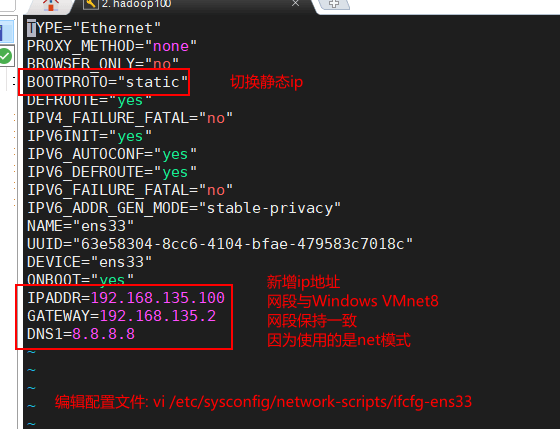 2. hadoop100
TYPE="Ethernet"
PROXY_METHOD="none"
BROWSER_ONLY="no"
BOOTPROTO="static"
切换静态ip
DEFROUTE="yes"
IPV4_FAILURE_FATAL="no"
IPV6INIT="yes"
IPV6_AUTOCONF="yes"
IPV6_DEFROUTE="yes"
IPV6_FAILURE_FATAL="no"
IPV6_ADDR_GEN_MODE="stable-privacy"
NAME="ens33"
UUID="63e58304-8cc6-4104-bfae-479583c7018c"
DEVICE="ens33"
ONBOOT="yes"
IPADDR=192.168.135.100
GATEWAY=192.168.135.2
DNS1=8.8.8.8
新增ip地址
网段与Windows VMnet8
网段保持一致
因为使用的是net模式
~
~
~
编辑配置文件: vi /etc/sysconfig/network-scripts/ifcfg-ens33
~